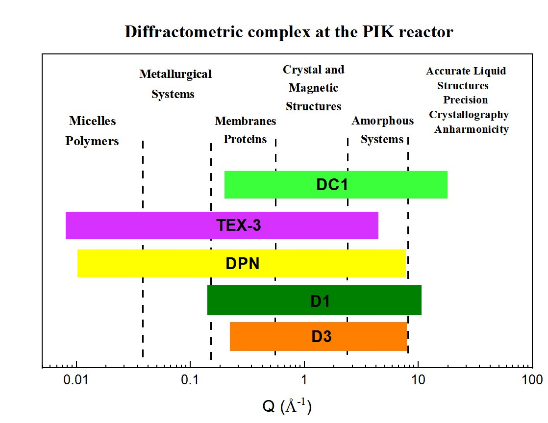 Diffractometric complex at the PIK reactor
Micelles
Polymers
Metallurgical
Systems
Membranes
Proteins
Crystal and
Magnetic
Structures
Amorphous
Systems
Accurate Liquid
Structures
Precision
Crystallography
Anharmonicity
DC1
TEX-3
DPN
D1
D3
0.01 0.1 1 10 100
Q (Å-1)